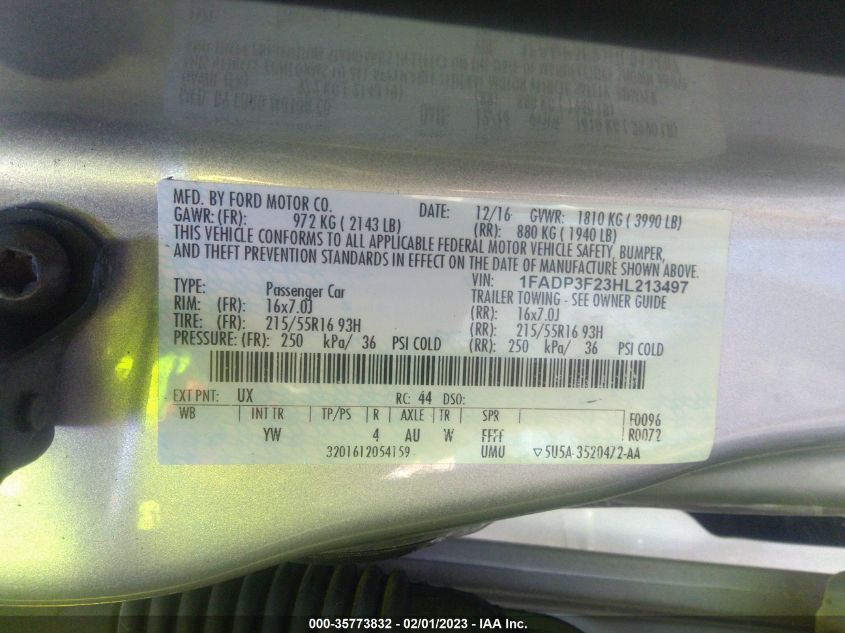 MFD. BY FORD MOTOR CO. DATE: 12/16 GVWR: 1810 KG ( 3990 LB)
GAWR: (FR): 972 KG ( 2143 LB) (RR): 880 KG ( 1940 LB)
THIS VEHICLE CONFORMS TO ALL APPLICABLE FEDERAL MOTOR VEHICLE SAFETY, BUMPER,
AND THEFT PREVENTION STANDARDS IN EFFECT ON THE DATE OF MANUFACTURE SHOWN ABOVE.
VIN: 1FADP3F23HL213497
TYPE: Passenger Car TRAILER TOWING - SEE OWNER GUIDE
RIM: (FR): 16x7.0J (RR): 16x7.0J
TIRE: (FR): 215/55R16 93H (RR): 215/55R16 93H
PRESSURE: (FR): 250 kPa/ 36 PSI COLD (RR): 250 kPa/ 36 PSI COLD
EXT PNT: UX RC: 44 DSO:
WB INT TR TP/PS R AXLE TR SPR F0096
YW 4 AU W FFFF R0072
3201612054159 UMU ▽5U5A-3520472-AA
000-35773832 - 02/01/2023 - IAA Inc.